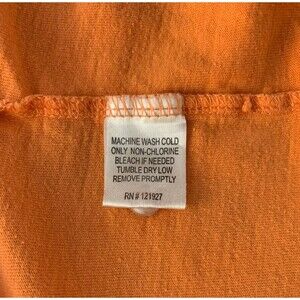 MACHINE WASH COLD
ONLY NON-CHLORINE
BLEACH IF NEEDED
TUMBLE DRY LOW
REMOVE PROMPTLY
RN # 121927